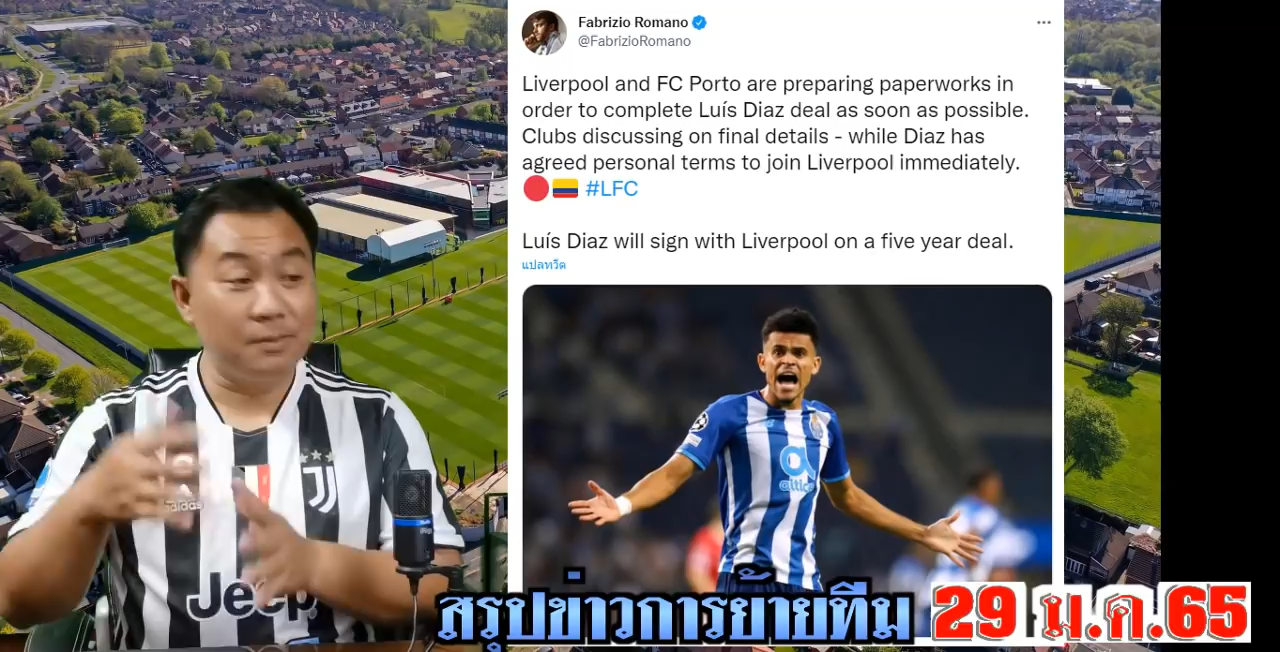 Fabrizio Romano
@FabrizioRomano
Liverpool and FC Porto are preparing paperworks in
order to complete Luís Diaz deal as soon as possible.
Clubs discussing on final details - while Diaz has
agreed personal terms to join Liverpool immediately.
#LFC
Luís Diaz will sign with Liverpool on a five year deal.
แปลทวีต
adidas
Jeep
สรุปข่าวการย้ายทีม 29 ม.ค.65